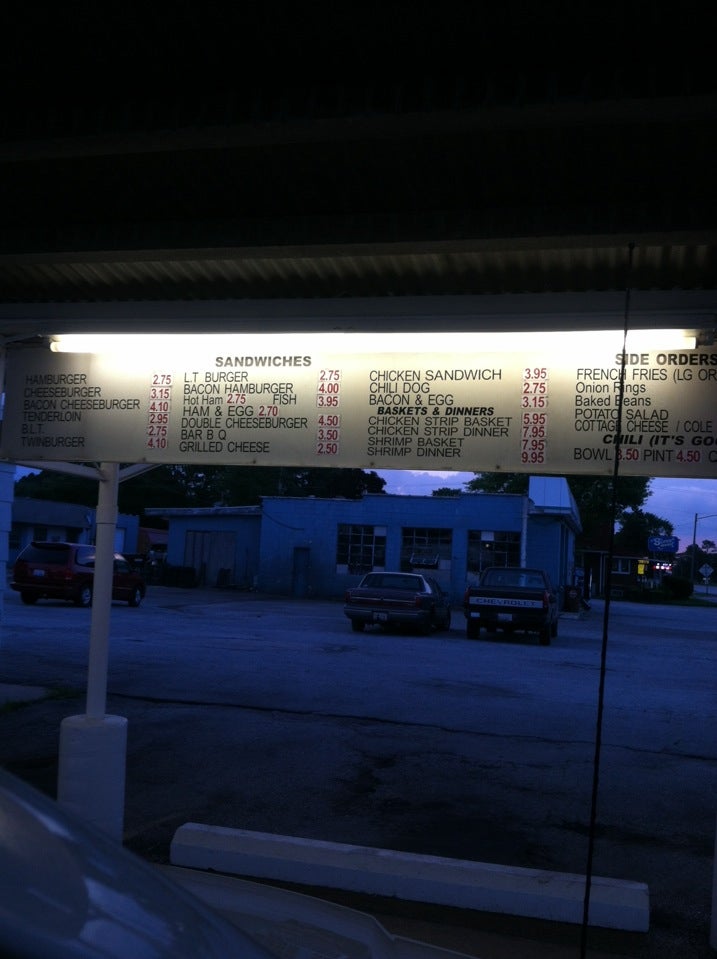 SANDWICHES
HAMBURGER 2.75
CHEESEBURGER 3.15
BACON CHEESEBURGER 4.10
TENDERLOIN 2.95
B.L.T. 2.75
TWINBURGER 4.10
L.T BURGER 2.75
BACON HAMBURGER 4.00
Hot Ham 2.75 FISH 3.95
HAM & EGG 2.70
DOUBLE CHEESEBURGER 4.50
BAR B Q 3.50
GRILLED CHEESE 2.50
CHICKEN SANDWICH 3.95
CHILI DOG 2.75
BACON & EGG 3.15
BASKETS & DINNERS
CHICKEN STRIP BASKET 5.95
CHICKEN STRIP DINNER 7.95
SHRIMP BASKET 7.95
SHRIMP DINNER 9.95
SIDE ORDERS
FRENCH FRIES (LG OR
Onion Rings
Baked Beans
POTATO SALAD
COTTAGE CHEESE / COLE
CHILI (IT'S GO
BOWL 3.50 PINT 4.50
CHEVROLET